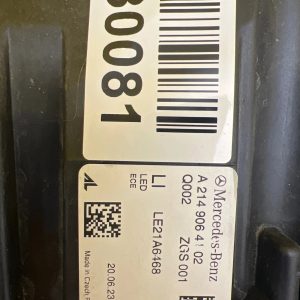 80081
Mercedes-Benz
A 214 906 41 02
Q002 ZGS 001
LI LE21A6468
LED
ECE
AL
20.06.23
Made in Czech